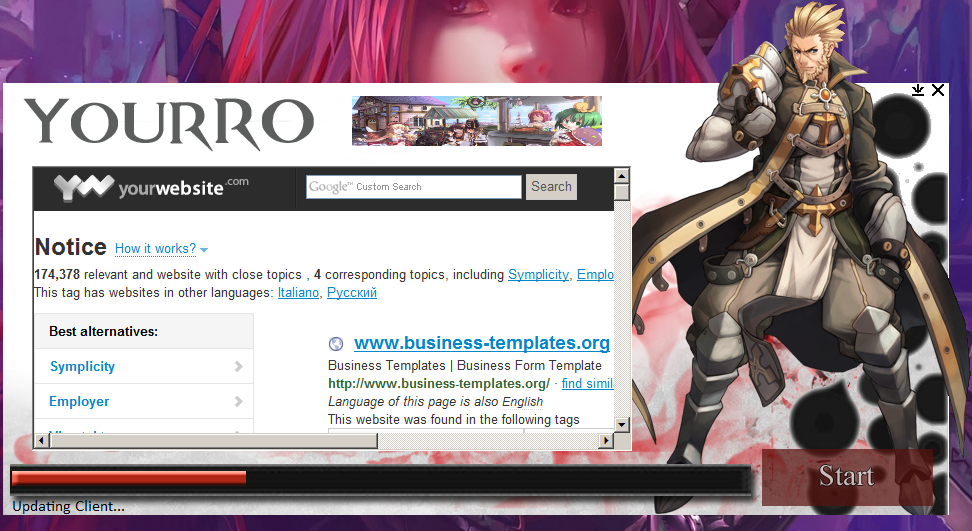 YourRO
yourwebsite.com
Google™ Custom Search
Search
Notice How it works?
174,378 relevant and website with close topics , 4 corresponding topics, including Symplicity, Emplo
This tag has websites in other languages: Italiano, Русский
Best alternatives:
Symplicity
Employer
www.business-templates.org
Business Templates | Business Form Template
http://www.business-templates.org/ · find simil
Language of this page is also English
This website was found in the following tags
Start
Updating Client...